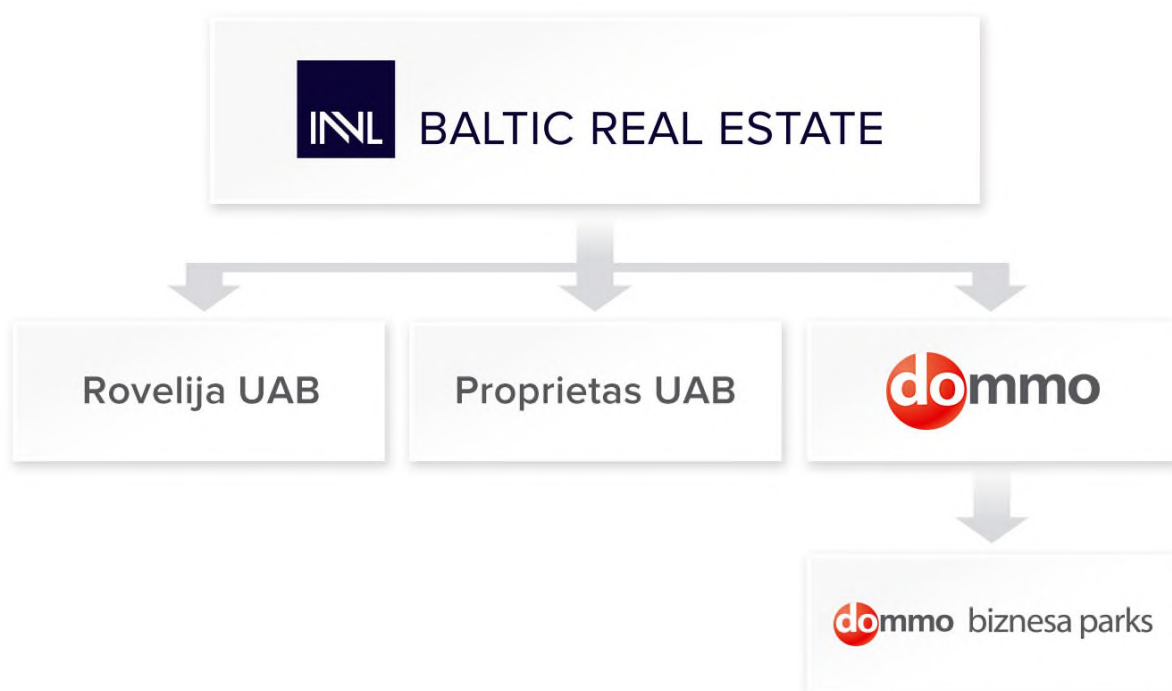 INVL BALTIC REAL ESTATE
Rovelija UAB
Proprietas UAB
dommo
dommo biznesa parks